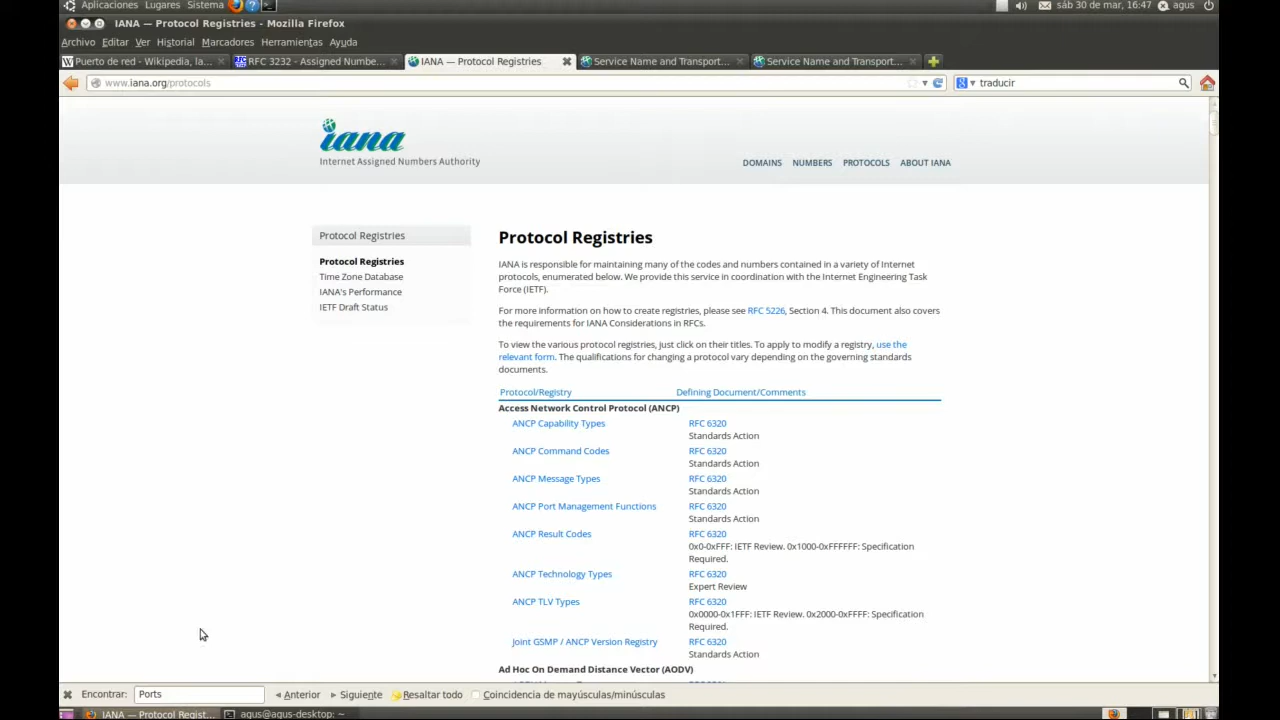 Aplicaciones Lugares Sistema sáb 30 de mar, 16:47 agus
IANA — Protocol Registries - Mozilla Firefox
Archivo Editar Ver Historial Marcadores Herramientas Ayuda
Puerto de red - Wikipedia, la... RFC 3232 - Assigned Numbe... IANA — Protocol Registries Service Name and Transport... Service Name and Transport...
www.iana.org/protocols traducir
iana
Internet Assigned Numbers Authority
DOMAINS NUMBERS PROTOCOLS ABOUT IANA
Protocol Registries
Protocol Registries
Time Zone Database
IANA's Performance
IETF Draft Status
Protocol Registries
IANA is responsible for maintaining many of the codes and numbers contained in a variety of Internet
protocols, enumerated below. We provide this service in coordination with the Internet Engineering Task
Force (IETF).
For more information on how to create registries, please see RFC 5226, Section 4. This document also covers
the requirements for IANA Considerations in RFCs.
To view the various protocol registries, just click on their titles. To apply to modify a registry, use the
relevant form. The qualifications for changing a protocol vary depending on the governing standards
documents.
Protocol/Registry Defining Document/Comments
Access Network Control Protocol (ANCP)
ANCP Capability Types RFC 6320
Standards Action
ANCP Command Codes RFC 6320
Standards Action
ANCP Message Types RFC 6320
Standards Action
ANCP Port Management Functions RFC 6320
Standards Action
ANCP Result Codes RFC 6320
0x0-0xFFF: IETF Review. 0x1000-0xFFFFFF: Specification
Required.
ANCP Technology Types RFC 6320
Expert Review
ANCP TLV Types RFC 6320
0x0000-0x1FFF: IETF Review. 0x2000-0xFFFF: Specification
Required.
Joint GSMP / ANCP Version Registry RFC 6320
Standards Action
Ad Hoc On Demand Distance Vector (AODV)
Encontrar: Ports Anterior Siguiente Resaltar todo Coincidencia de mayúsculas/minúsculas
IANA — Protocol Regist... agus@agus-desktop: ~